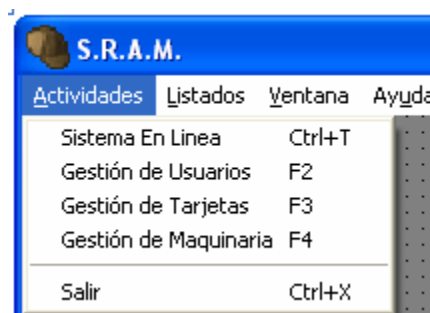 S.R.A.M.
Actividades Listados Ventana Ayuda
Sistema En Linea Ctrl+T
Gestión de Usuarios F2
Gestión de Tarjetas F3
Gestión de Maquinaria F4
Salir Ctrl+X